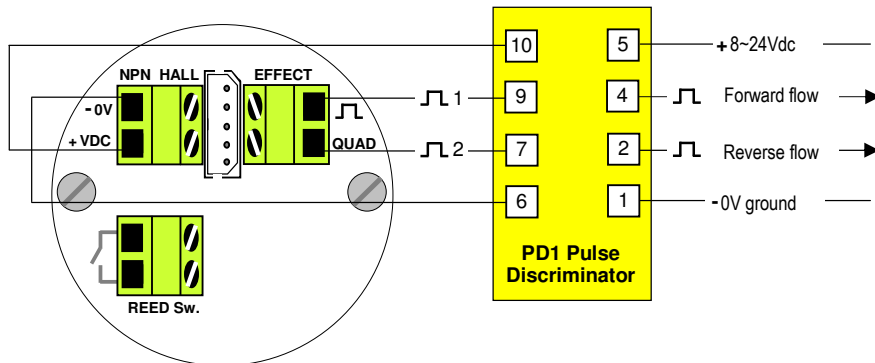 NPN HALL
EFFECT
- 0V
+ VDC
QUAD
REED Sw.
1
2
10
9
7
6
5
4
2
1
PD1 Pulse
Discriminator
+ 8~24Vdc
Forward flow
Reverse flow
- 0V ground